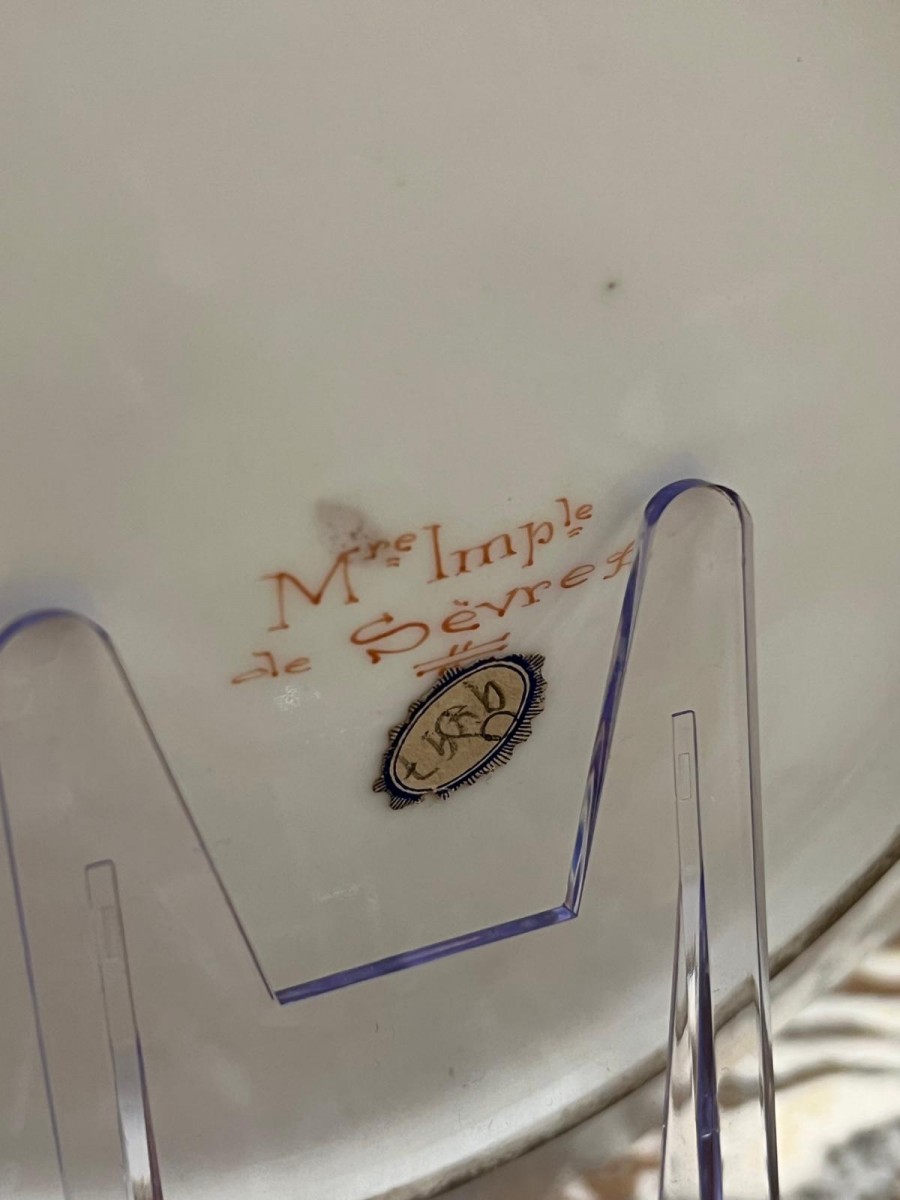 Mʳᵉ Impˡᵉ
de Sèvres